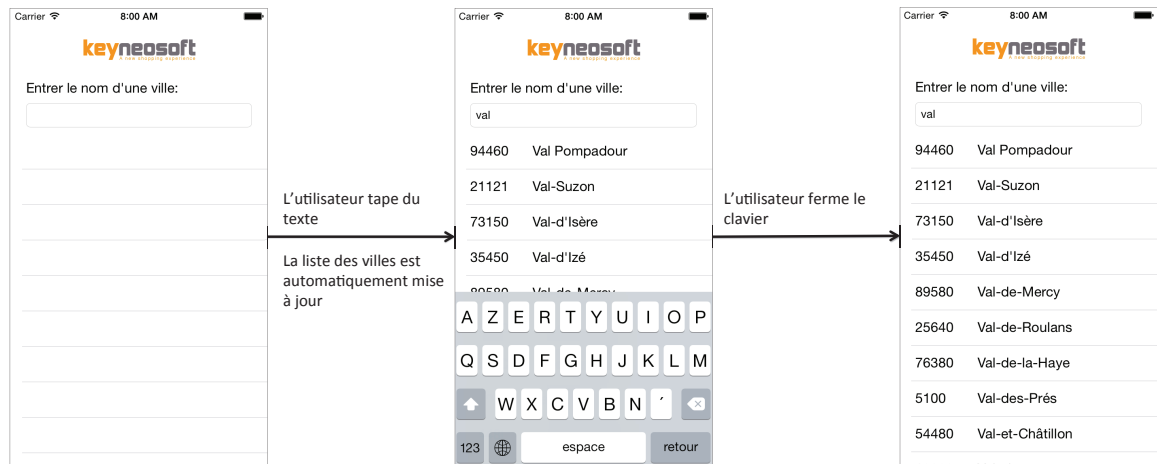 Carrier 8:00 AM
keyneosoft
A new shopping experience
Entrer le nom d'une ville:
L'utilisateur tape du
texte
La liste des villes est
automatiquement mise
à jour
Carrier 8:00 AM
keyneosoft
A new shopping experience
Entrer le nom d'une ville:
val
94460 Val Pompadour
21121 Val-Suzon
73150 Val-d'Isère
35450 Val-d'Izé
89580 Val-de-Mercy
A Z E R T Y U I O P
Q S D F G H J K L M
W X C V B N ´
123 espace retour
L'utilisateur ferme le
clavier
Carrier 8:00 AM
keyneosoft
A new shopping experience
Entrer le nom d'une ville:
val
94460 Val Pompadour
21121 Val-Suzon
73150 Val-d'Isère
35450 Val-d'Izé
89580 Val-de-Mercy
25640 Val-de-Roulans
76380 Val-de-la-Haye
5100 Val-des-Prés
54480 Val-et-Châtillon